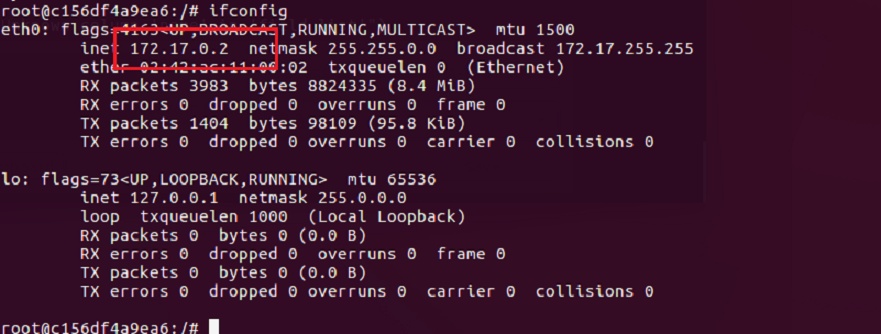 root@c156df4a9ea6:/# ifconfig
eth0: flags=4163<UP,BROADCAST,RUNNING,MULTICAST>  mtu 1500
        inet 172.17.0.2  netmask 255.255.0.0  broadcast 172.17.255.255
        ether 02:42:ac:11:00:02  txqueuelen 0  (Ethernet)
        RX packets 3983  bytes 8824335 (8.4 MiB)
        RX errors 0  dropped 0  overruns 0  frame 0
        TX packets 1404  bytes 98109 (95.8 KiB)
        TX errors 0  dropped 0 overruns 0  carrier 0  collisions 0
lo: flags=73<UP,LOOPBACK,RUNNING>  mtu 65536
        inet 127.0.0.1  netmask 255.0.0.0
        loop  txqueuelen 1000  (Local Loopback)
        RX packets 0  bytes 0 (0.0 B)
        RX errors 0  dropped 0  overruns 0  frame 0
        TX packets 0  bytes 0 (0.0 B)
        TX errors 0  dropped 0 overruns 0  carrier 0  collisions 0
root@c156df4a9ea6:/#